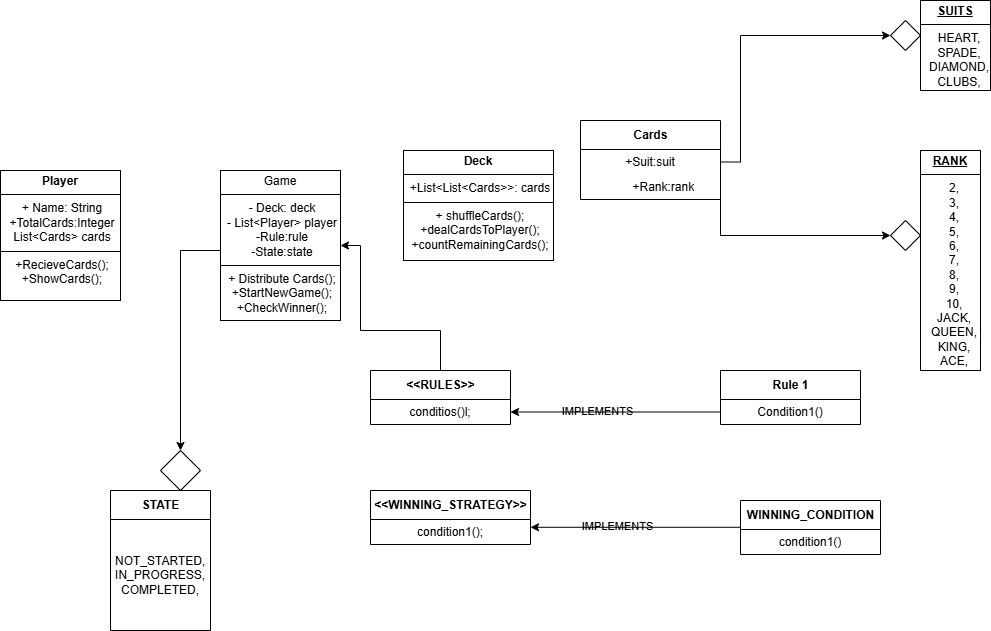 SUITS
HEART,
SPADE,
DIAMOND,
CLUBS,
Cards
+Suit:suit
+Rank:rank
RANK
2,
3,
4,
5,
6,
7,
8,
9,
10,
JACK,
QUEEN,
KING,
ACE,
Deck
+List<List<Cards>>: cards
+ shuffleCards();
+dealCardsToPlayer();
+countRemainingCards();
Player
+ Name: String
+TotalCards:Integer
List<Cards> cards
+RecieveCards();
+ShowCards();
Game
- Deck: deck
- List<Player> player
-Rule:rule
-State:state
+ Distribute Cards();
+StartNewGame();
+CheckWinner();
<<RULES>>
conditios()l;
IMPLEMENTS
Rule 1
Condition1()
STATE
NOT_STARTED,
IN_PROGRESS,
COMPLETED,
<<WINNING_STRATEGY>>
condition1();
IMPLEMENTS
WINNING_CONDITION
condition1()